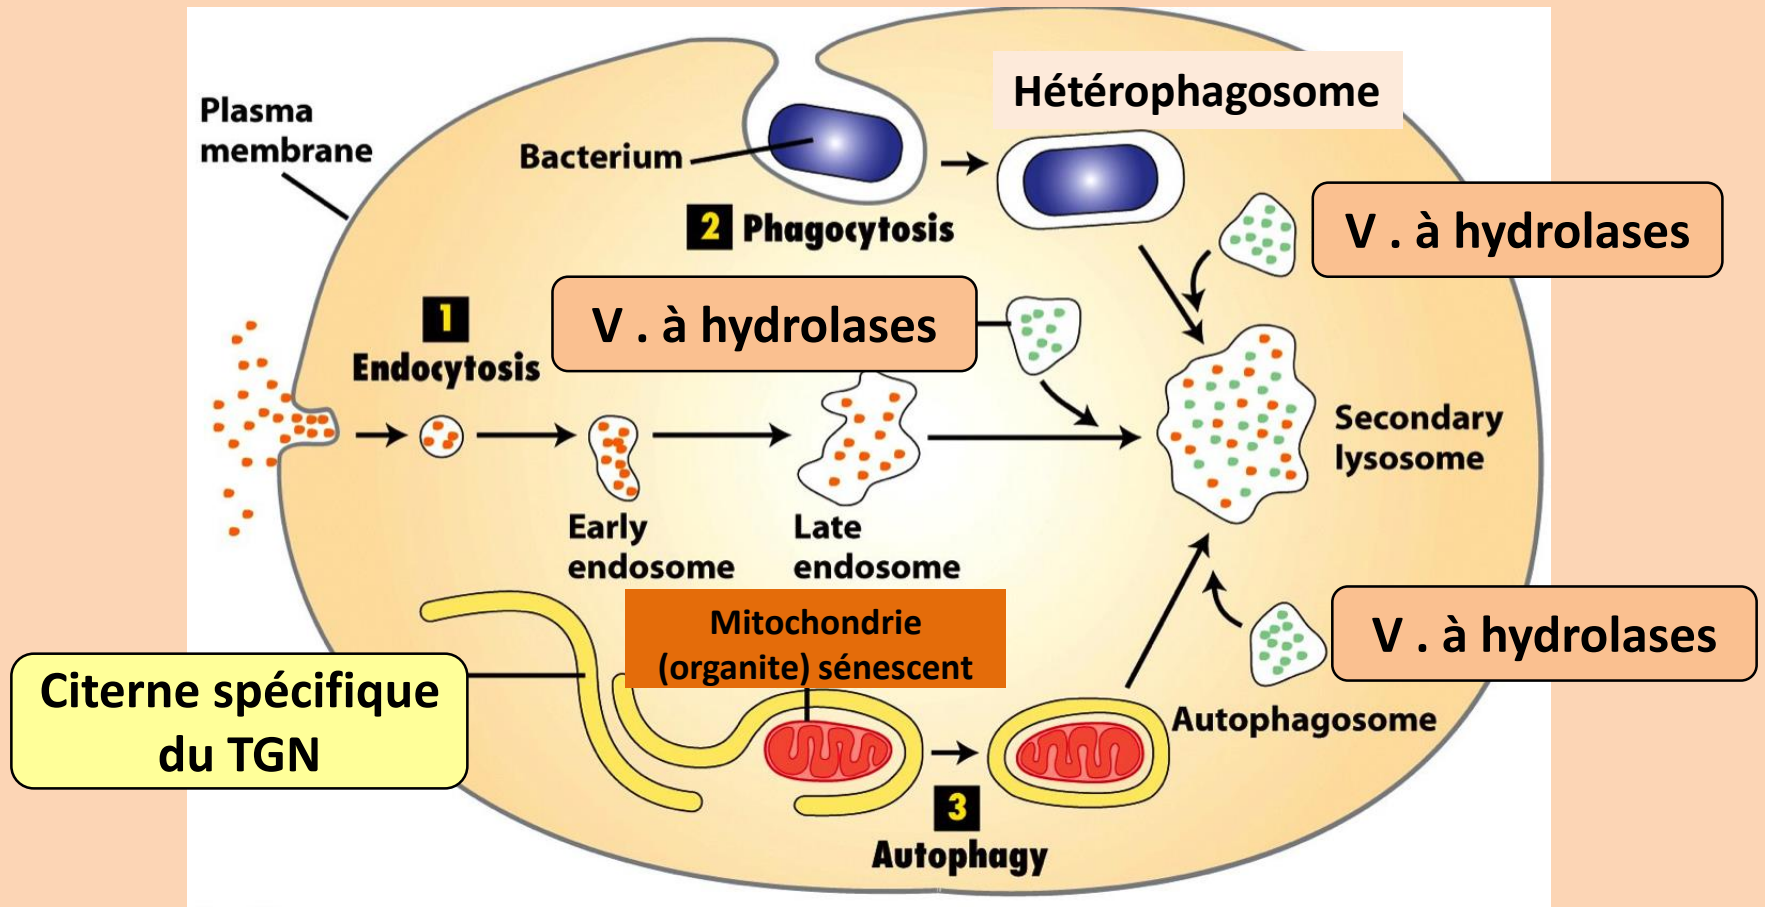 Hétérophagosome
Plasma
membrane
Bacterium
2 Phagocytosis
V . à hydrolases
1
Endocytosis
V . à hydrolases
Secondary
lysosome
Early
endosome
Late
endosome
Mitochondrie
(organite) sénescent
V . à hydrolases
Citerne spécifique
du TGN
Autophagosome
3
Autophagy